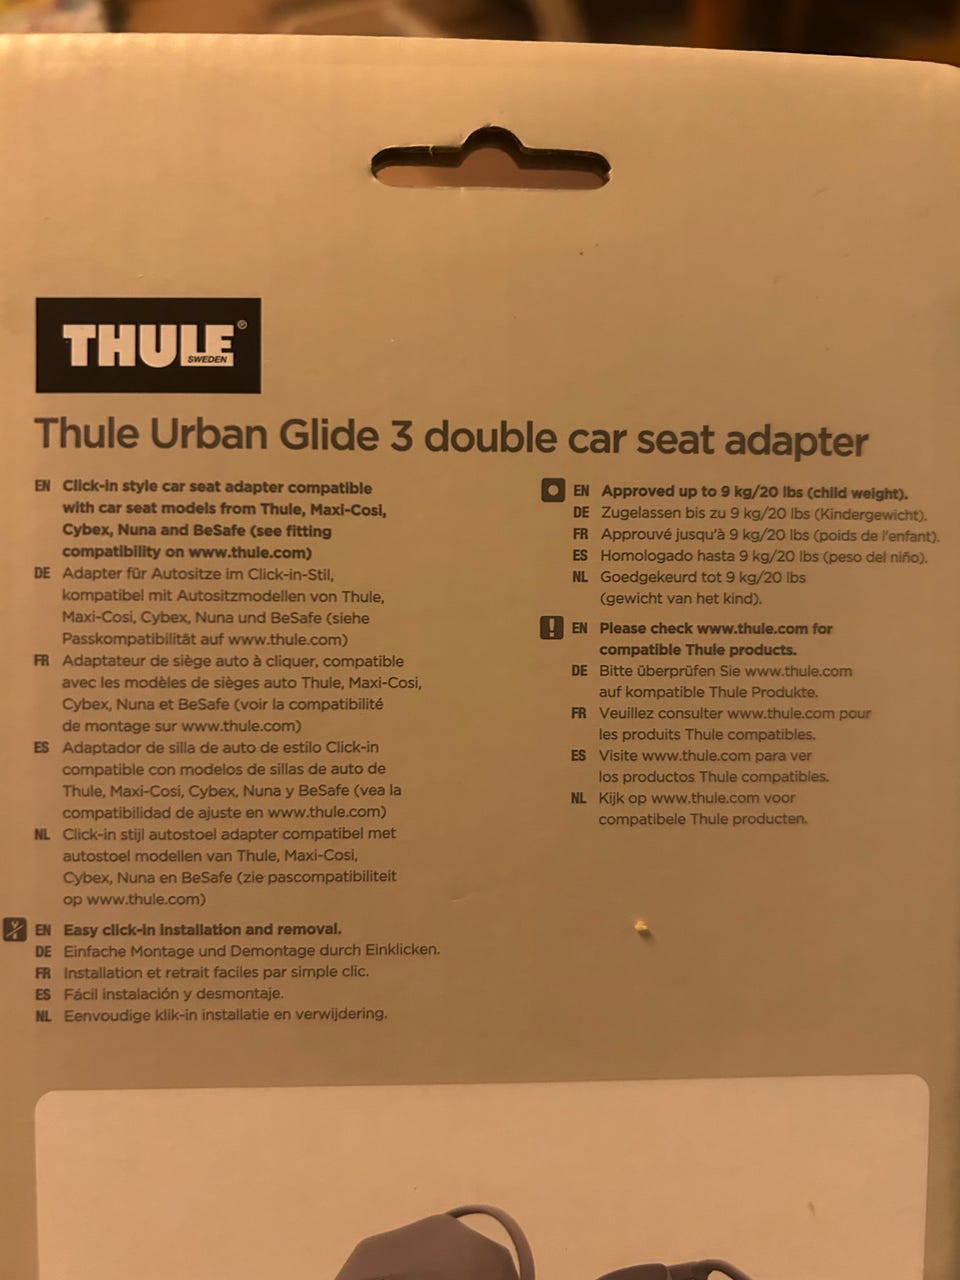 THULE®
SWEDEN
Thule Urban Glide 3 double car seat adapter
EN Click-in style car seat adapter compatible
with car seat models from Thule, Maxi-Cosi,
Cybex, Nuna and BeSafe (see fitting
compatibility on www.thule.com)
DE Adapter für Autositze im Click-in-Stil,
kompatibel mit Autositzmodellen von Thule,
Maxi-Cosi, Cybex, Nuna und BeSafe (siehe
Passkompatibilität auf www.thule.com)
FR Adaptateur de siège auto à cliquer, compatible
avec les modèles de sièges auto Thule, Maxi-Cosi,
Cybex, Nuna et BeSafe (voir la compatibilité
de montage sur www.thule.com)
ES Adaptador de silla de auto de estilo Click-in
compatible con modelos de sillas de auto de
Thule, Maxi-Cosi, Cybex, Nuna y BeSafe (vea la
compatibilidad de ajuste en www.thule.com)
NL Click-in stijl autostoel adapter compatibel met
autostoel modellen van Thule, Maxi-Cosi,
Cybex, Nuna en BeSafe (zie pascompatibiliteit
op www.thule.com)
EN Easy click-in installation and removal.
DE Einfache Montage und Demontage durch Einklicken.
FR Installation et retrait faciles par simple clic.
ES Fácil instalación y desmontaje.
NL Eenvoudige klik-in installatie en verwijdering.
EN Approved up to 9 kg/20 lbs (child weight).
DE Zugelassen bis zu 9 kg/20 lbs (Kindergewicht).
FR Approuvé jusqu'à 9 kg/20 lbs (poids de l'enfant).
ES Homologado hasta 9 kg/20 lbs (peso del niño).
NL Goedgekeurd tot 9 kg/20 lbs
(gewicht van het kind).
EN Please check www.thule.com for
compatible Thule products.
DE Bitte überprüfen Sie www.thule.com
auf kompatible Thule Produkte.
FR Veuillez consulter www.thule.com pour
les produits Thule compatibles.
ES Visite www.thule.com para ver
los productos Thule compatibles.
NL Kijk op www.thule.com voor
compatibele Thule producten.